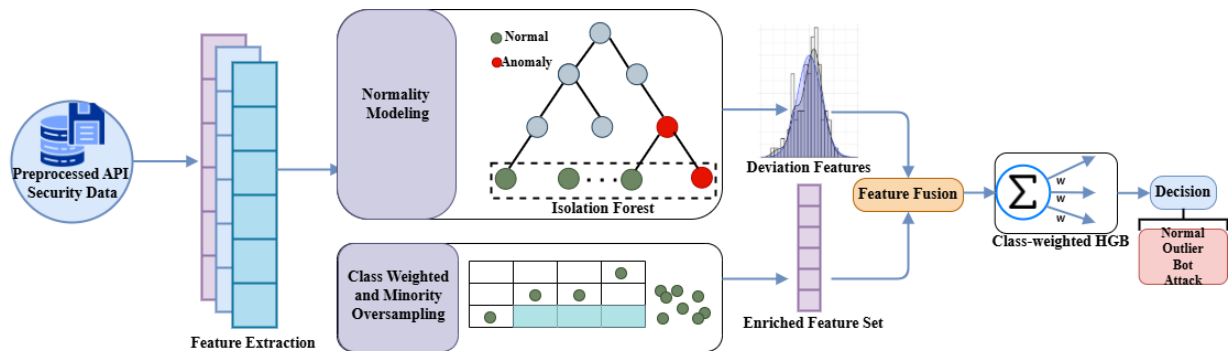 Preprocessed API
Security Data
Feature Extraction
Normality
Modeling
Normal
Anomaly
Isolation Forest
Class Weighted
and Minority
Oversampling
Deviation Features
Enriched Feature Set
Feature Fusion
Σ
w
w
w
Class-weighted HGB
Decision
Normal
Outlier
Bot
Attack